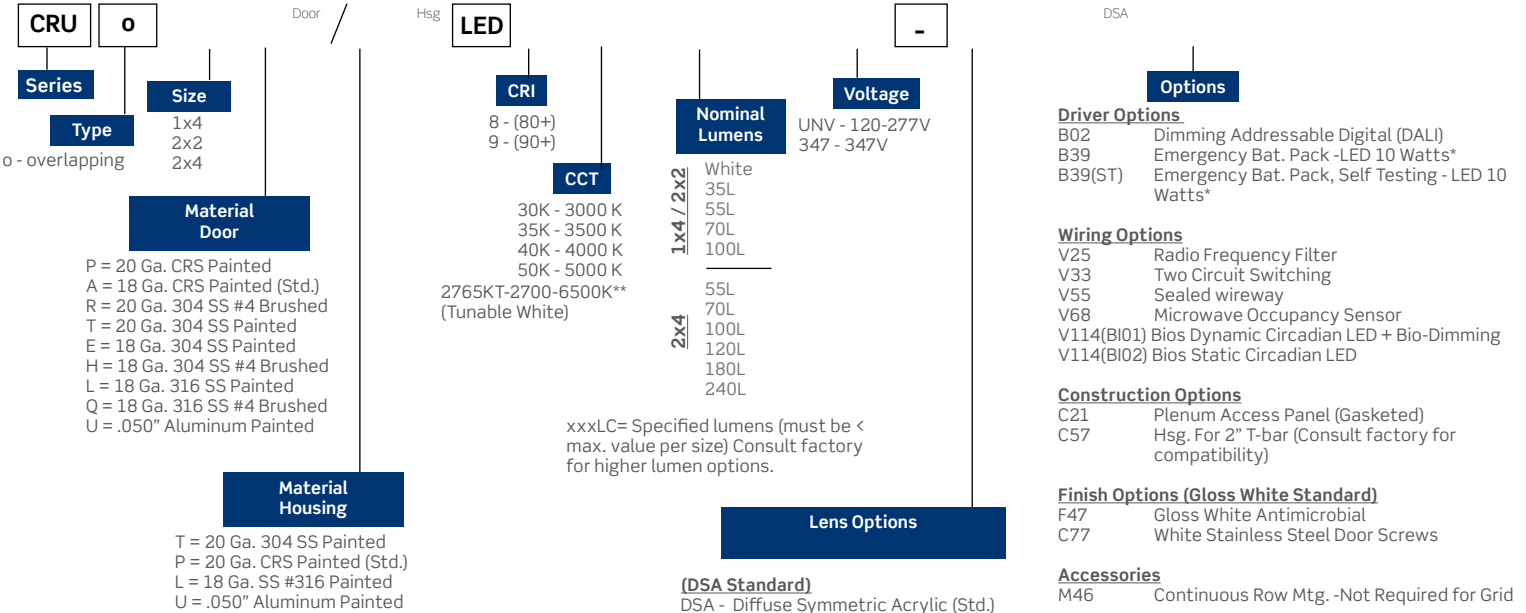 CRU o Door / Hsg LED - DSA
Series
Type
o - overlapping
Size
1x4
2x2
2x4
Material
Door
P = 20 Ga. CRS Painted
A = 18 Ga. CRS Painted (Std.)
R = 20 Ga. 304 SS #4 Brushed
T = 20 Ga. 304 SS Painted
E = 18 Ga. 304 SS Painted
H = 18 Ga. 304 SS #4 Brushed
L = 18 Ga. 316 SS Painted
Q = 18 Ga. 316 SS #4 Brushed
U = .050” Aluminum Painted
Material
Housing
T = 20 Ga. 304 SS Painted
P = 20 Ga. CRS Painted (Std.)
L = 18 Ga. SS #316 Painted
U = .050” Aluminum Painted
CRI
8 - (80+)
9 - (90+)
CCT
30K - 3000 K
35K - 3500 K
40K - 4000 K
50K - 5000 K
2765KT-2700-6500K**
(Tunable White)
Nominal
Lumens
1x4 / 2x2
White
35L
55L
70L
100L
2x4
55L
70L
100L
120L
180L
240L
xxxLC= Specified lumens (must be <
max. value per size) Consult factory
for higher lumen options.
Voltage
UNV - 120-277V
347 - 347V
Lens Options
(DSA Standard)
DSA - Diffuse Symmetric Acrylic (Std.)
Options
Driver Options
B02 Dimming Addressable Digital (DALI)
B39 Emergency Bat. Pack -LED 10 Watts*
B39(ST) Emergency Bat. Pack, Self Testing - LED 10
Watts*
Wiring Options
V25 Radio Frequency Filter
V33 Two Circuit Switching
V55 Sealed wireway
V68 Microwave Occupancy Sensor
V114(BI01) Bios Dynamic Circadian LED + Bio-Dimming
V114(BI02) Bios Static Circadian LED
Construction Options
C21 Plenum Access Panel (Gasketed)
C57 Hsg. For 2” T-bar (Consult factory for
compatibility)
Finish Options (Gloss White Standard)
F47 Gloss White Antimicrobial
C77 White Stainless Steel Door Screws
Accessories
M46 Continuous Row Mtg. -Not Required for Grid